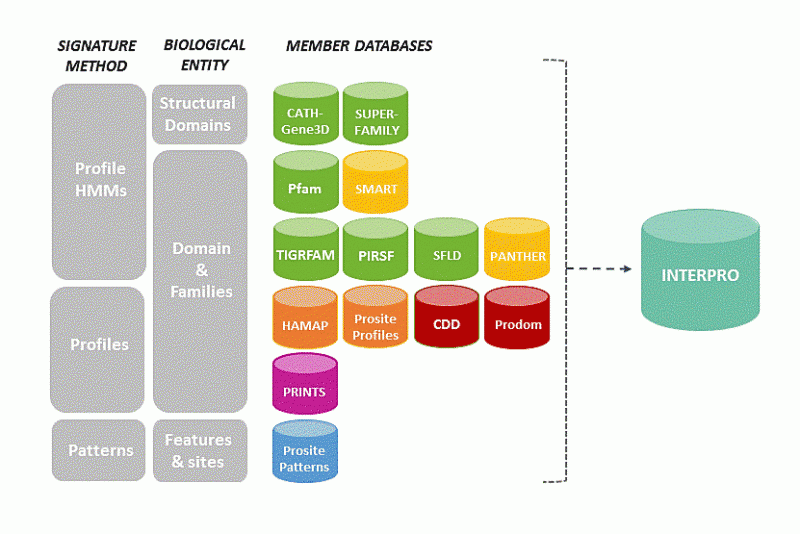 SIGNATURE
METHOD
BIOLOGICAL
ENTITY
MEMBER DATABASES
Profile
HMMs
Structural
Domains
CATH-
Gene3D
SUPER-
FAMILY
Domain
&
Families
Pfam
SMART
TIGRFAM
PIRSF
SFLD
PANTHER
INTERPRO
Profiles
HAMAP
Prosite
Profiles
CDD
Prodom
PRINTS
Patterns
Features
& sites
Prosite
Patterns